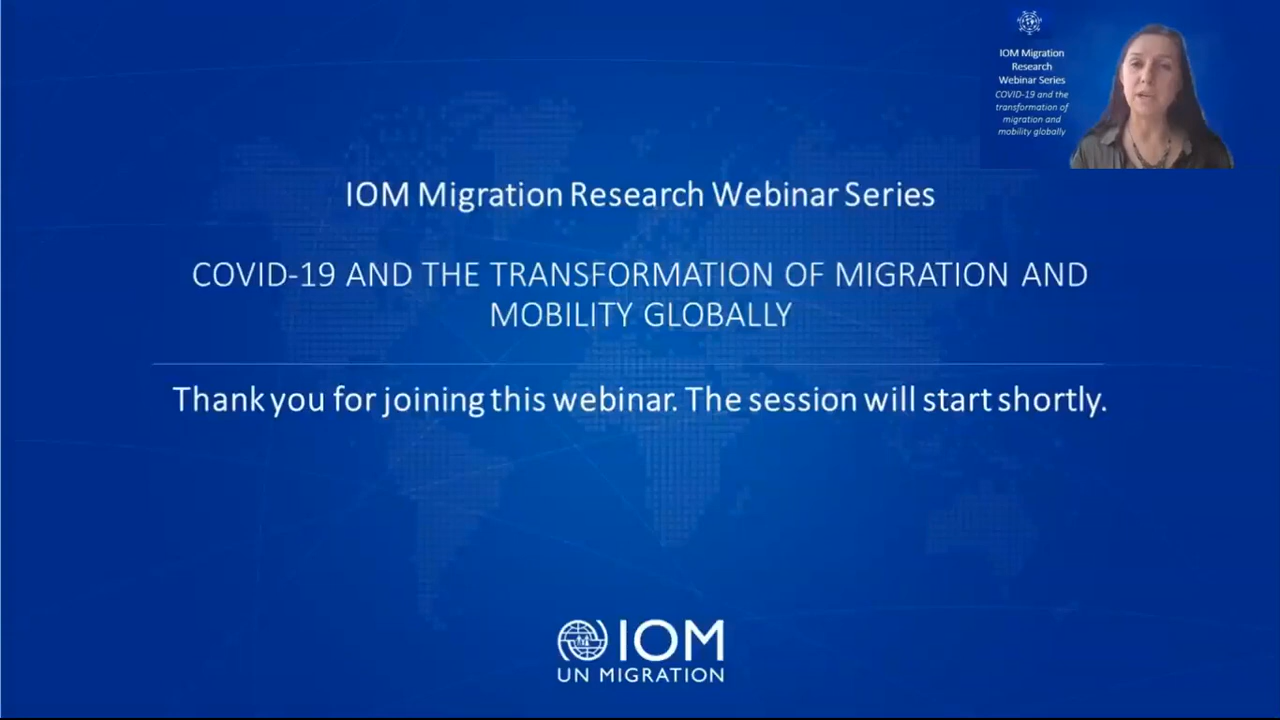 IOM Migration
Research
Webinar Series
COVID-19 and the
transformation of
migration and
mobility globally
IOM Migration Research Webinar Series
COVID-19 AND THE TRANSFORMATION OF MIGRATION AND
MOBILITY GLOBALLY
Thank you for joining this webinar. The session will start shortly.
IOM
UN MIGRATION